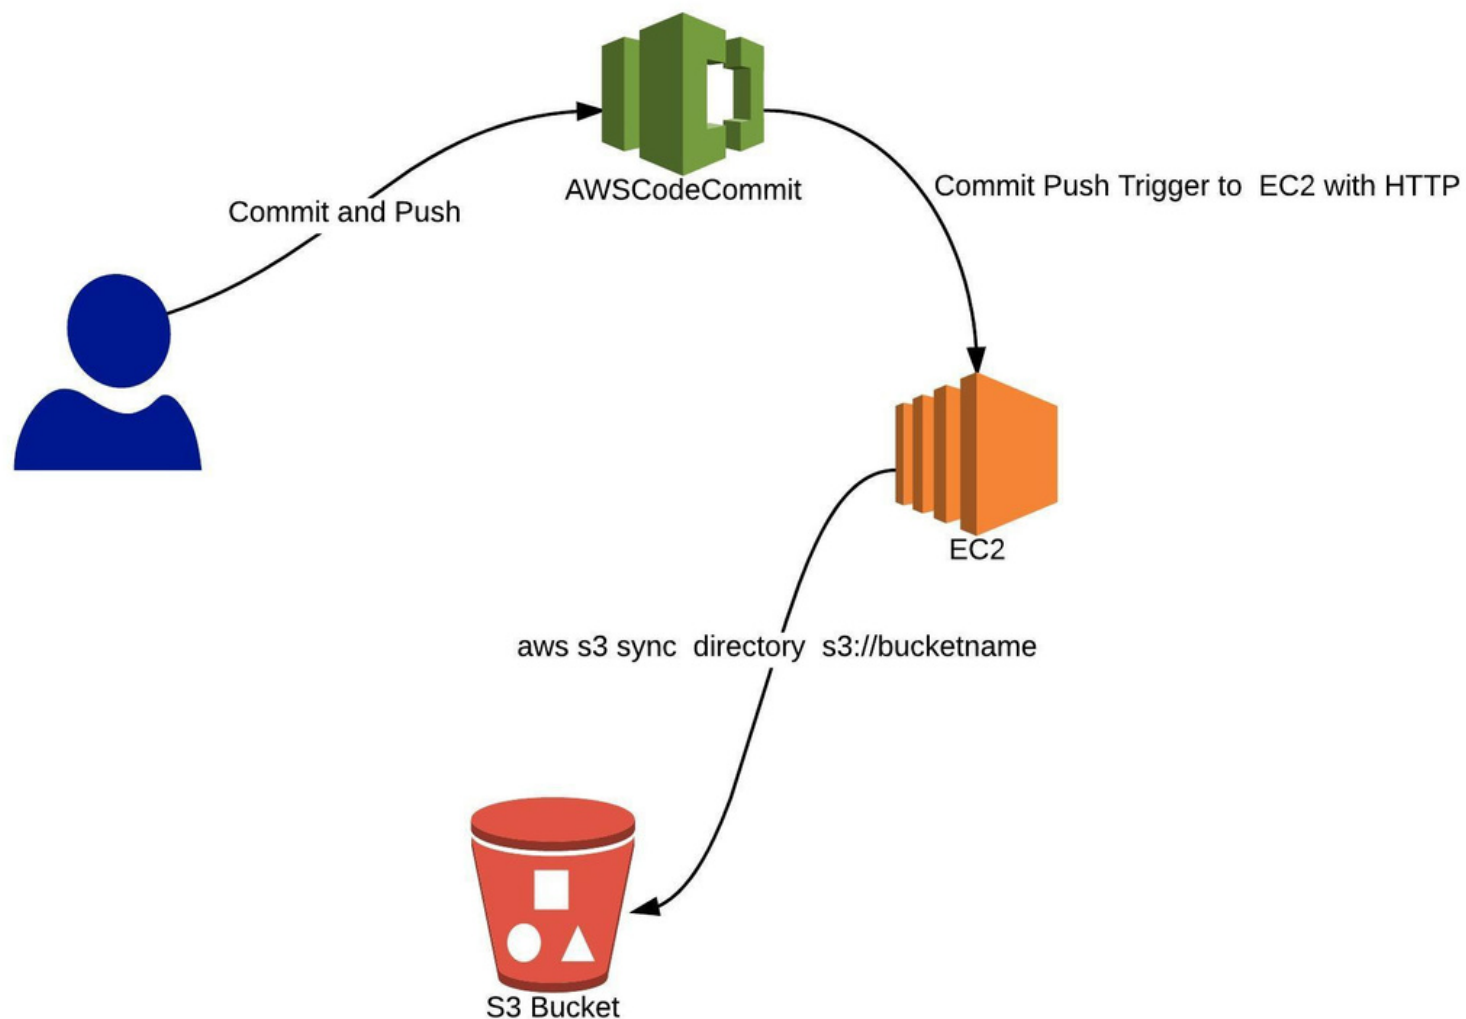 AWSCodeCommit
Commit Push Trigger to EC2 with HTTP
Commit and Push
EC2
aws s3 sync directory s3://bucketname
S3 Bucket